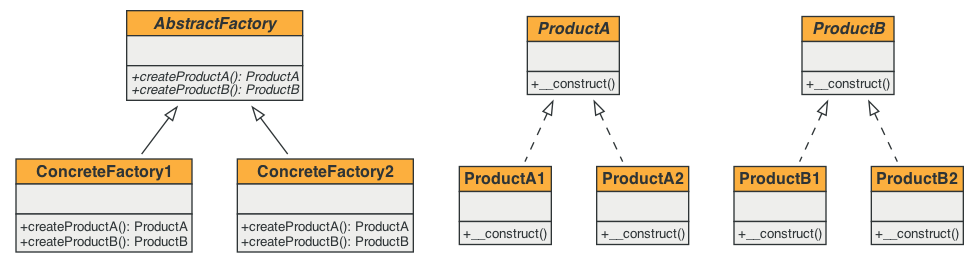 AbstractFactory
+createProductA(): ProductA
+createProductB(): ProductB
ProductA
+__construct()
ProductB
+__construct()
ConcreteFactory1
+createProductA(): ProductA
+createProductB(): ProductB
ConcreteFactory2
+createProductA(): ProductA
+createProductB(): ProductB
ProductA1
+__construct()
ProductA2
+__construct()
ProductB1
+__construct()
ProductB2
+__construct()